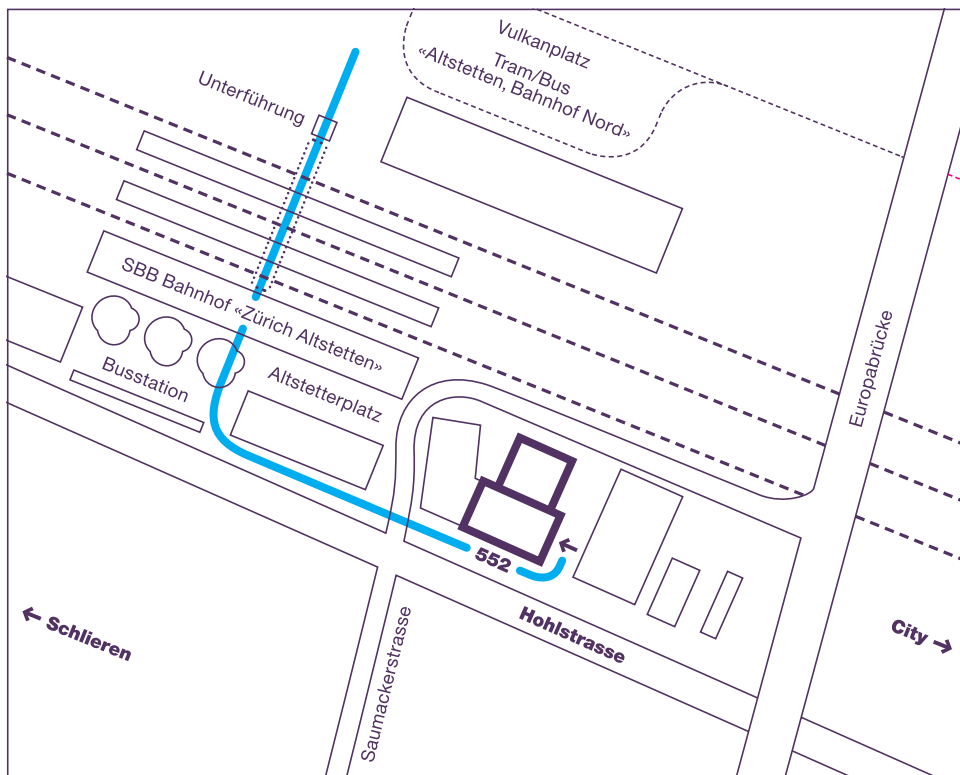 Vulkanplatz
Tram/Bus
«Altstetten, Bahnhof Nord»
Unterführung
SBB Bahnhof «Zürich Altstetten»
Busstation
Altstetterplatz
Europabrücke
552
Hohlstrasse
← Schlieren
City →
Saumackerstrasse